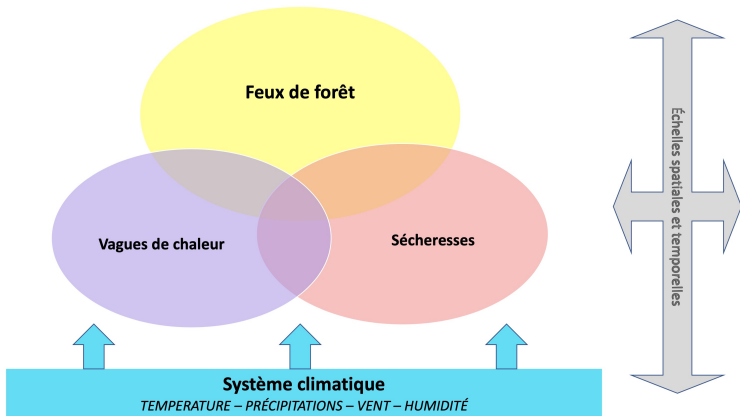 Feux de forêt
Vagues de chaleur
Sécheresses
Échelles spatiales et temporelles
Système climatique
TEMPERATURE – PRÉCIPITATIONS – VENT – HUMIDITÉ